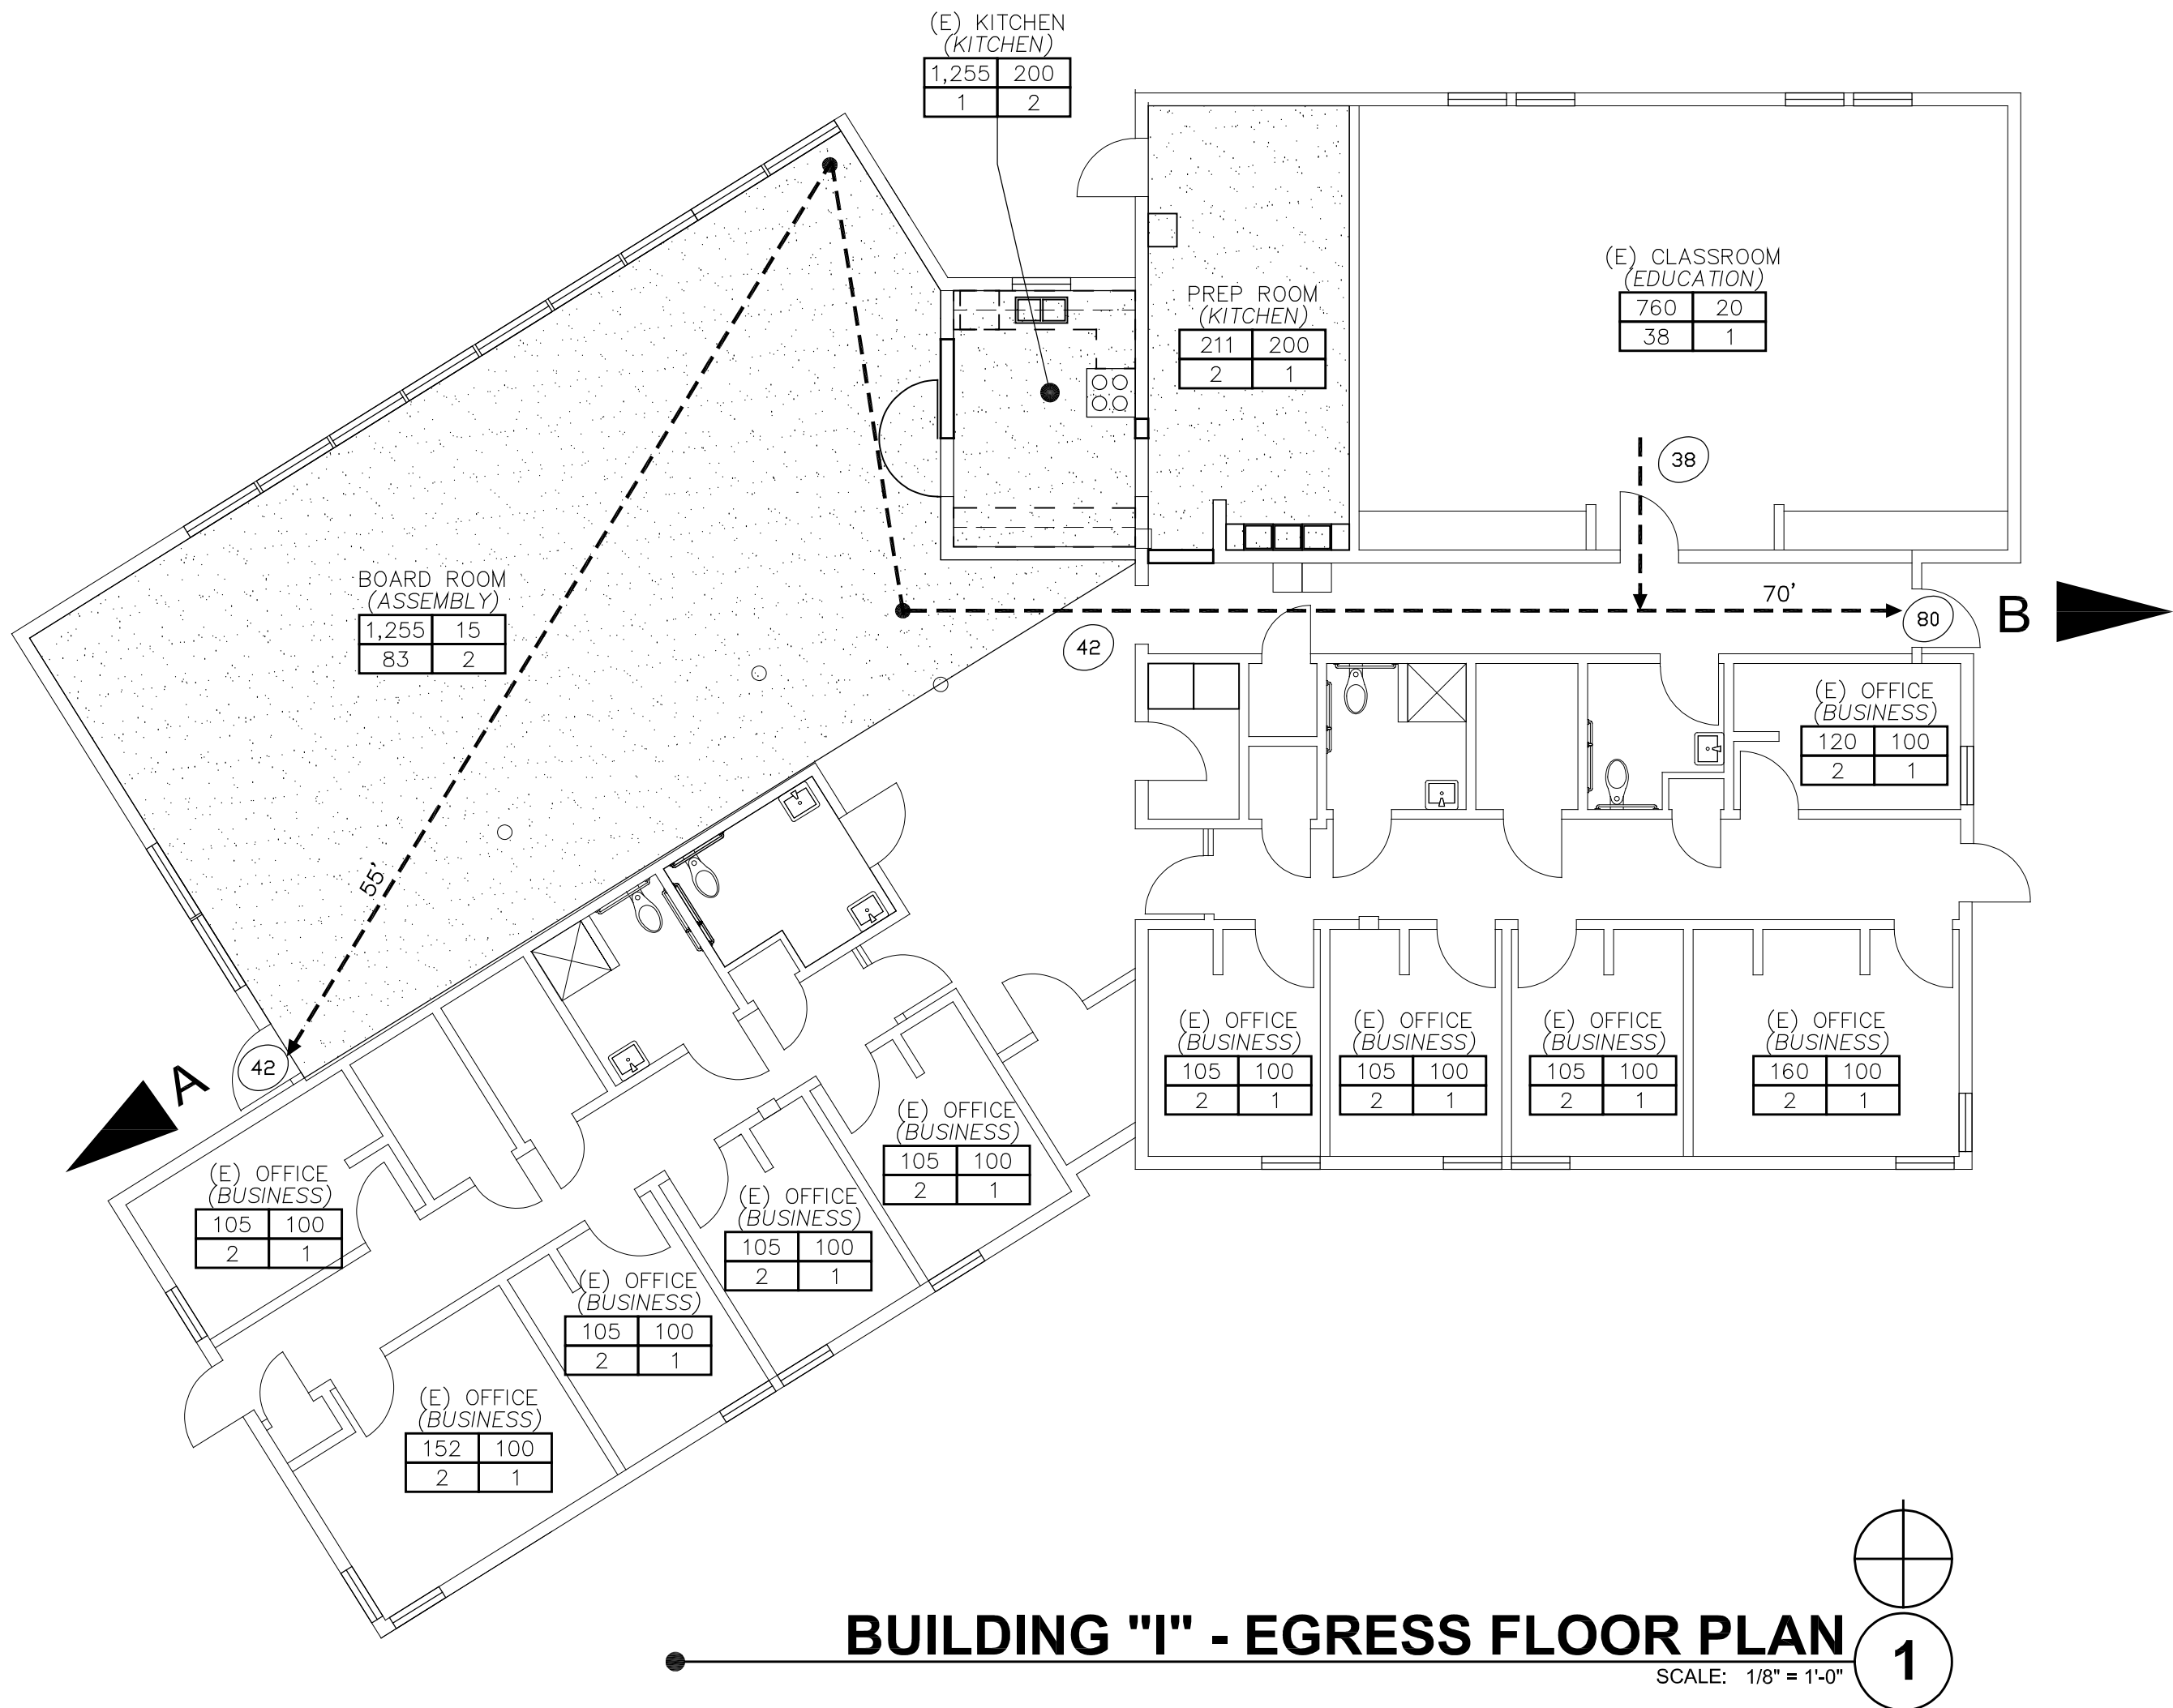 (E) KITCHEN
(KITCHEN)
1,255 200
1 2
(E) CLASSROOM
(EDUCATION)
760 20
38 1
PREP ROOM
(KITCHEN)
211 200
2 1
38
BOARD ROOM
(ASSEMBLY)
1,255 15
83 2
70'
80
B
42
(E) OFFICE
(BUSINESS)
120 100
2 1
55'
42
A
(E) OFFICE
(BUSINESS)
105 100
2 1
(E) OFFICE
(BUSINESS)
105 100
2 1
(E) OFFICE
(BUSINESS)
105 100
2 1
(E) OFFICE
(BUSINESS)
160 100
2 1
(E) OFFICE
(BUSINESS)
105 100
2 1
(E) OFFICE
(BUSINESS)
105 100
2 1
(E) OFFICE
(BUSINESS)
105 100
2 1
(E) OFFICE
(BUSINESS)
105 100
2 1
(E) OFFICE
(BUSINESS)
152 100
2 1
BUILDING "I" - EGRESS FLOOR PLAN
SCALE: 1/8" = 1'-0"
1